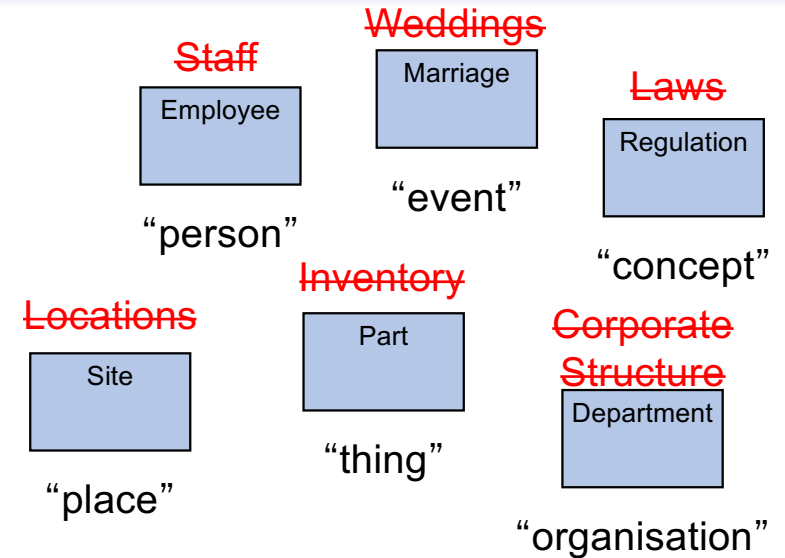 Staff
Employee
“person”
Weddings
Marriage
“event”
Laws
Regulation
“concept”
Locations
Site
“place”
Inventory
Part
“thing”
Corporate
Structure
Department
“organisation”